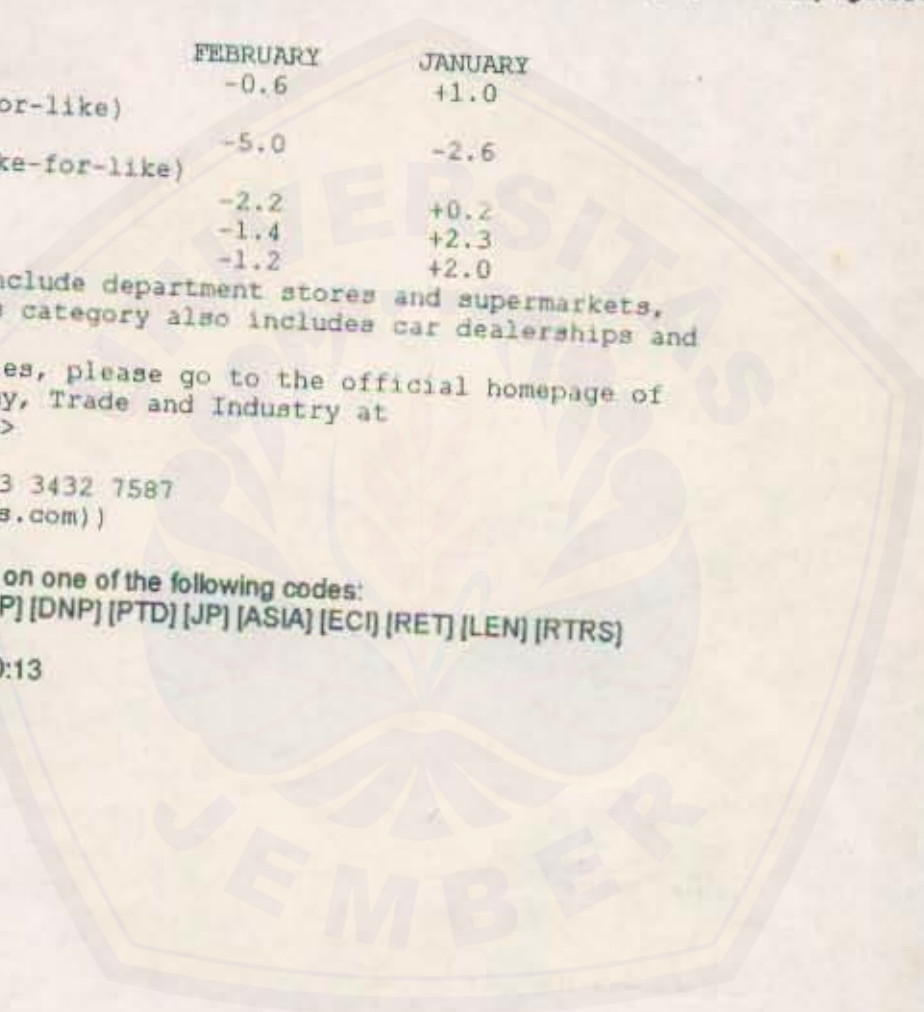 FEBRUARY JANUARY
-0.6 +1.0
or-like)
-5.0 -2.6
ke-for-like)
-2.2 +0.2
-1.4 +2.3
-1.2 +2.0
nclude department stores and supermarkets,
category also includes car dealerships and
es, please go to the official homepage of
y, Trade and Industry at
>
3 3432 7587
s.com))
on one of the following codes:
P] [DNP] [PTD] [JP] [ASIA] [ECI] [RET] [LEN] [RTRS]
:13
UNIVERSITAS
JEMBER